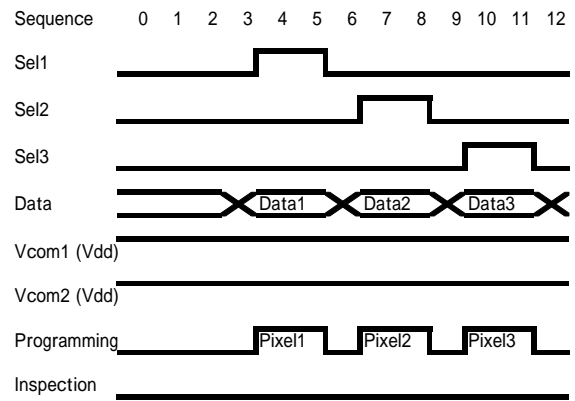 Sequence 0 1 2 3 4 5 6 7 8 9 10 11 12
Sel1
Sel2
Sel3
Data Data1 Data2 Data3
Vcom1 (Vdd)
Vcom2 (Vdd)
Programming Pixel1 Pixel2 Pixel3
Inspection